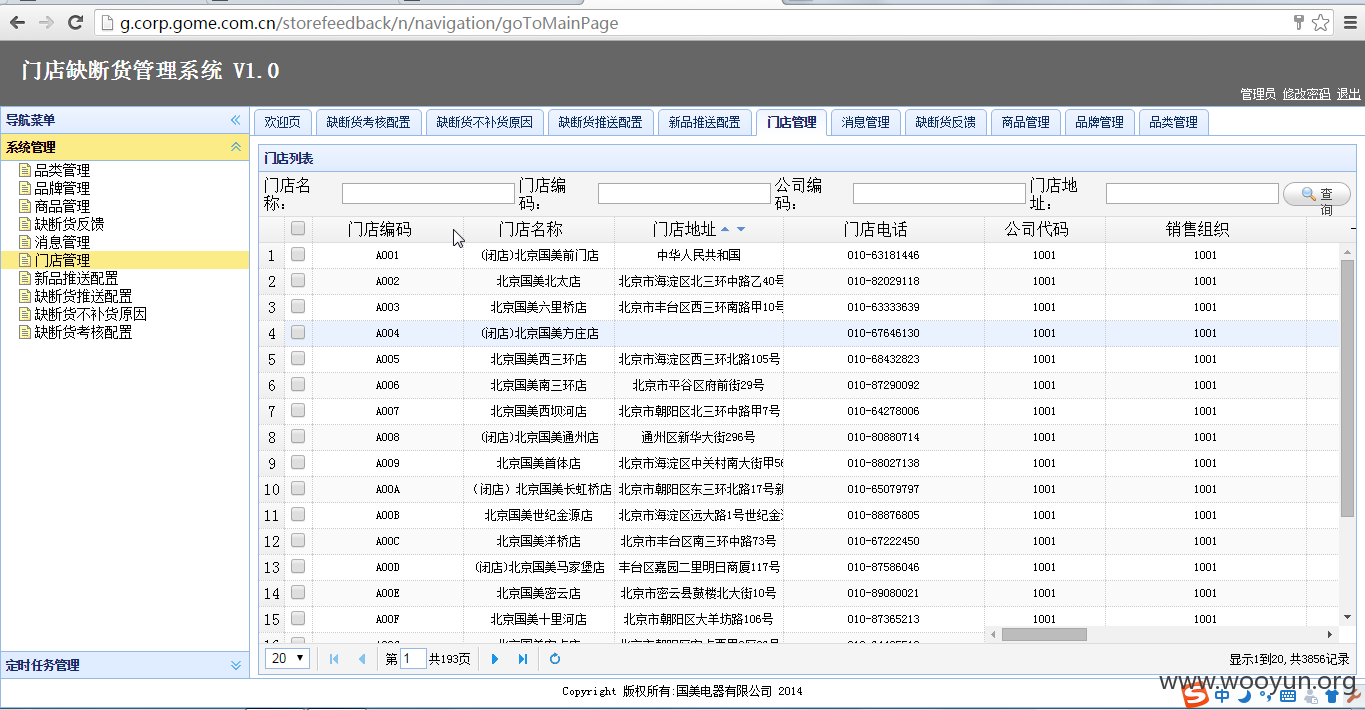 g.corp.gome.com.cn/storefeedback/n/navigation/goToMainPage
门店缺断货管理系统 V1.0
管理员 修改密码 退出
导航菜单
系统管理
品类管理
品牌管理
商品管理
缺断货反馈
消息管理
门店管理
新品推送配置
缺断货推送配置
缺断货不补货原因
缺断货考核配置
定时任务管理
欢迎页 缺断货考核配置 缺断货不补货原因 缺断货推送配置 新品推送配置 门店管理 消息管理 缺断货反馈 商品管理 品牌管理 品类管理
门店列表
门店名称: 门店编码: 公司编码: 门店地址: 查询
门店编码 门店名称 门店地址 门店电话 公司代码 销售组织
1 A001 (闭店)北京国美前门店 中华人民共和国 010-63181446 1001 1001
2 A002 北京国美北太店 北京市海淀区北三环中路乙40号 010-82029118 1001 1001
3 A003 北京国美六里桥店 北京市丰台区西三环南路甲10号 010-63333639 1001 1001
4 A004 (闭店)北京国美方庄店 010-67646130 1001 1001
5 A005 北京国美西三环店 北京市海淀区西三环北路105号 010-68432823 1001 1001
6 A006 北京国美南三环店 北京市平谷区府前街29号 010-87290092 1001 1001
7 A007 北京国美西坝河店 北京市朝阳区北三环中路甲7号 010-64278006 1001 1001
8 A008 (闭店)北京国美通州店 通州区新华大街296号 010-80880714 1001 1001
9 A009 北京国美首体店 北京市海淀区中关村南大街甲56 010-88027138 1001 1001
10 A00A (闭店) 北京国美长虹桥店 北京市朝阳区东三环北路17号新 010-65079797 1001 1001
11 A00B 北京国美世纪金源店 北京市海淀区远大路1号世纪金 010-88876805 1001 1001
12 A00C 北京国美洋桥店 北京市丰台区南三环中路73号 010-67222450 1001 1001
13 A00D (闭店)北京国美马家堡店 丰台区嘉园二里明日商厦117号 010-87586046 1001 1001
14 A00E 北京国美密云店 北京市密云县鼓楼北大街10号 010-89080021 1001 1001
15 A00F 北京国美十里河店 北京市朝阳区大羊坊路106号 010-87365213 1001 1001
20 第 1 共193页 显示1到20, 共3856记录
Copyright 版权所有:国美电器有限公司 2014
www.wooyun.org
中